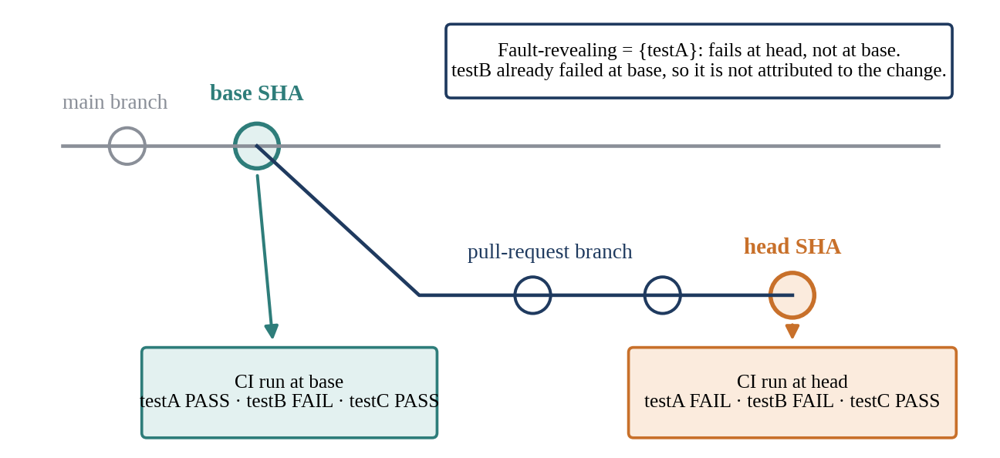 Fault-revealing = {testA}: fails at head, not at base.
testB already failed at base, so it is not attributed to the change.
main branch
base SHA
pull-request branch
head SHA
CI run at base
testA PASS · testB FAIL · testC PASS
CI run at head
testA FAIL · testB FAIL · testC PASS